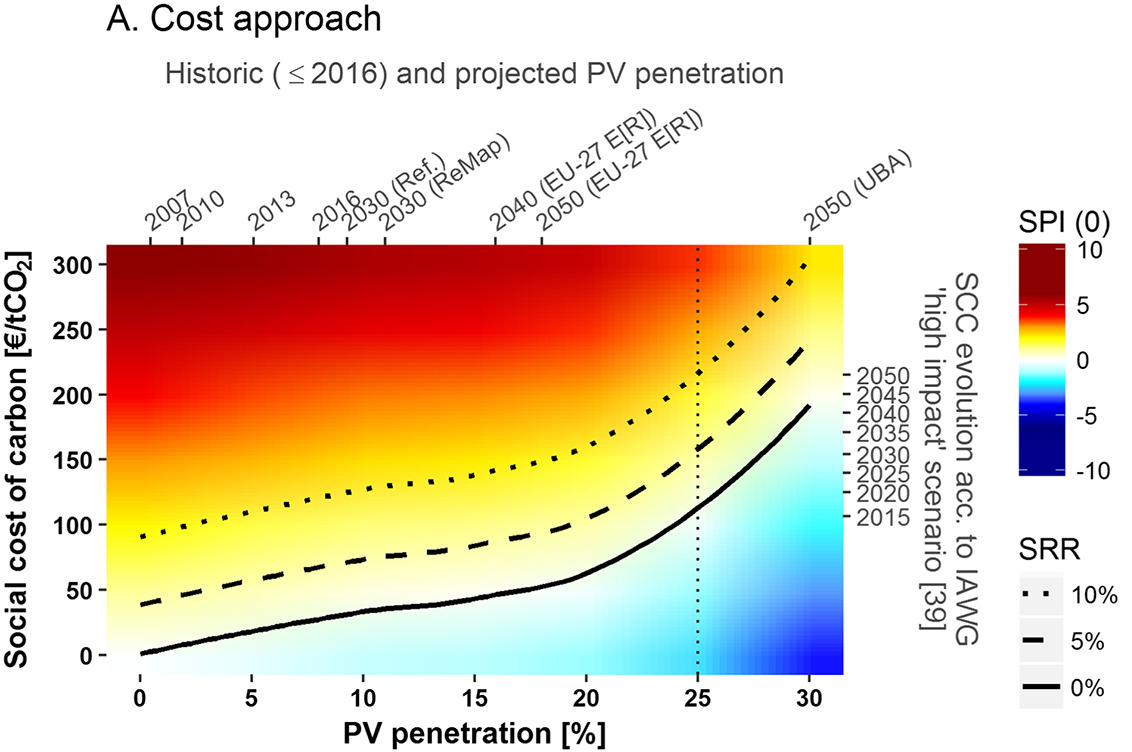 A. Cost approach
Historic ( ≤ 2016) and projected PV penetration
2007
2010
2013
2016
2030 (Ref.)
2030 (ReMap)
2040 (EU-27 E[R])
2050 (EU-27 E[R])
2050 (UBA)
Social cost of carbon [€/tCO₂]
300
250
200
150
100
50
0
0 5 10 15 20 25 30
PV penetration [%]
2050
2045
2040
2035
2030
2025
2020
2015
SCC evolution acc. to IAWG
'high impact' scenario [39]
SPI (0)
10
5
0
-5
-10
SRR
10%
5%
0%